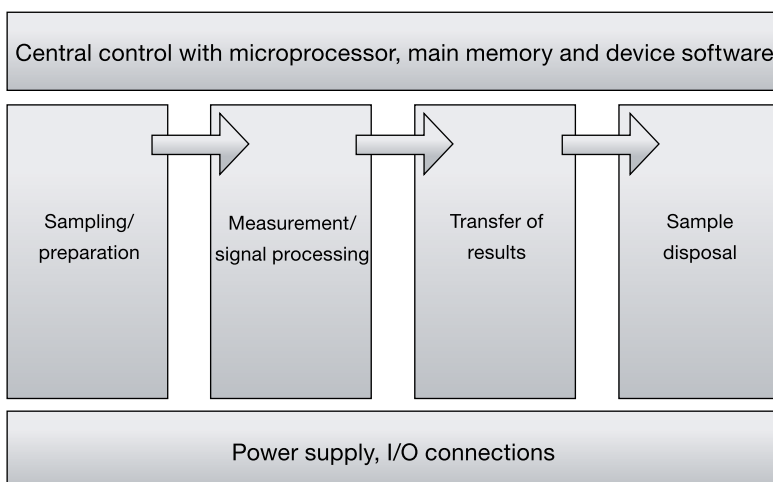 Central control with microprocessor, main memory and device software
Sampling/
preparation
Measurement/
signal processing
Transfer of
results
Sample
disposal
Power supply, I/O connections